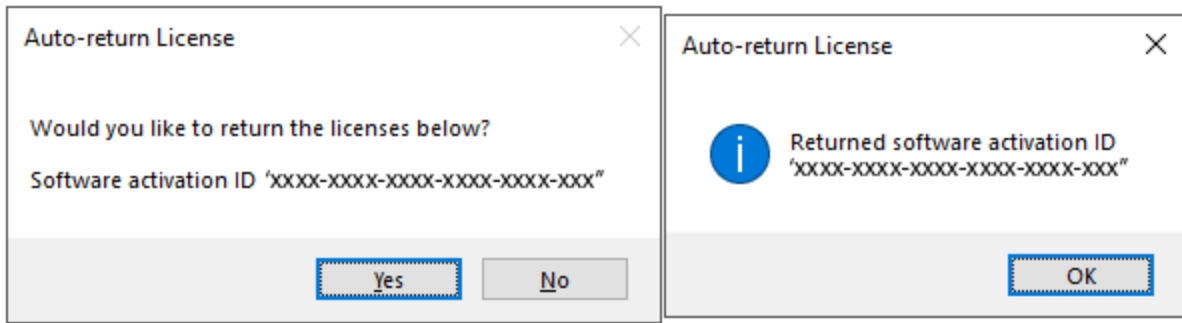 Auto-return License
Would you like to return the licenses below?
Software activation ID ‘xxxx-xxxx-xxxx-xxxx-xxxx-xxx”
Yes
No
Auto-return License
Returned software activation ID
‘xxxx-xxxx-xxxx-xxxx-xxxx-xxx”
OK